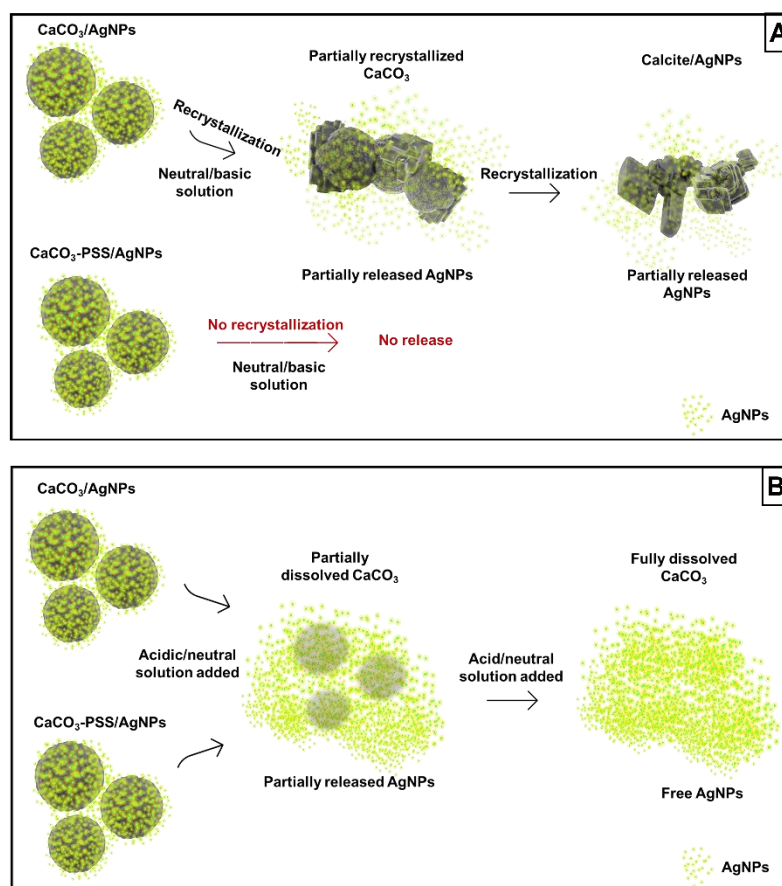 A
CaCO₃/AgNPs
Recrystallization
Neutral/basic
solution
Partially recrystallized
CaCO₃
Partially released AgNPs
Recrystallization
Calcite/AgNPs
Partially released
AgNPs
CaCO₃-PSS/AgNPs
No recrystallization
Neutral/basic
solution
No release
AgNPs
B
CaCO₃/AgNPs
CaCO₃-PSS/AgNPs
Acidic/neutral
solution added
Partially
dissolved CaCO₃
Partially released AgNPs
Acid/neutral
solution added
Fully dissolved
CaCO₃
Free AgNPs
AgNPs